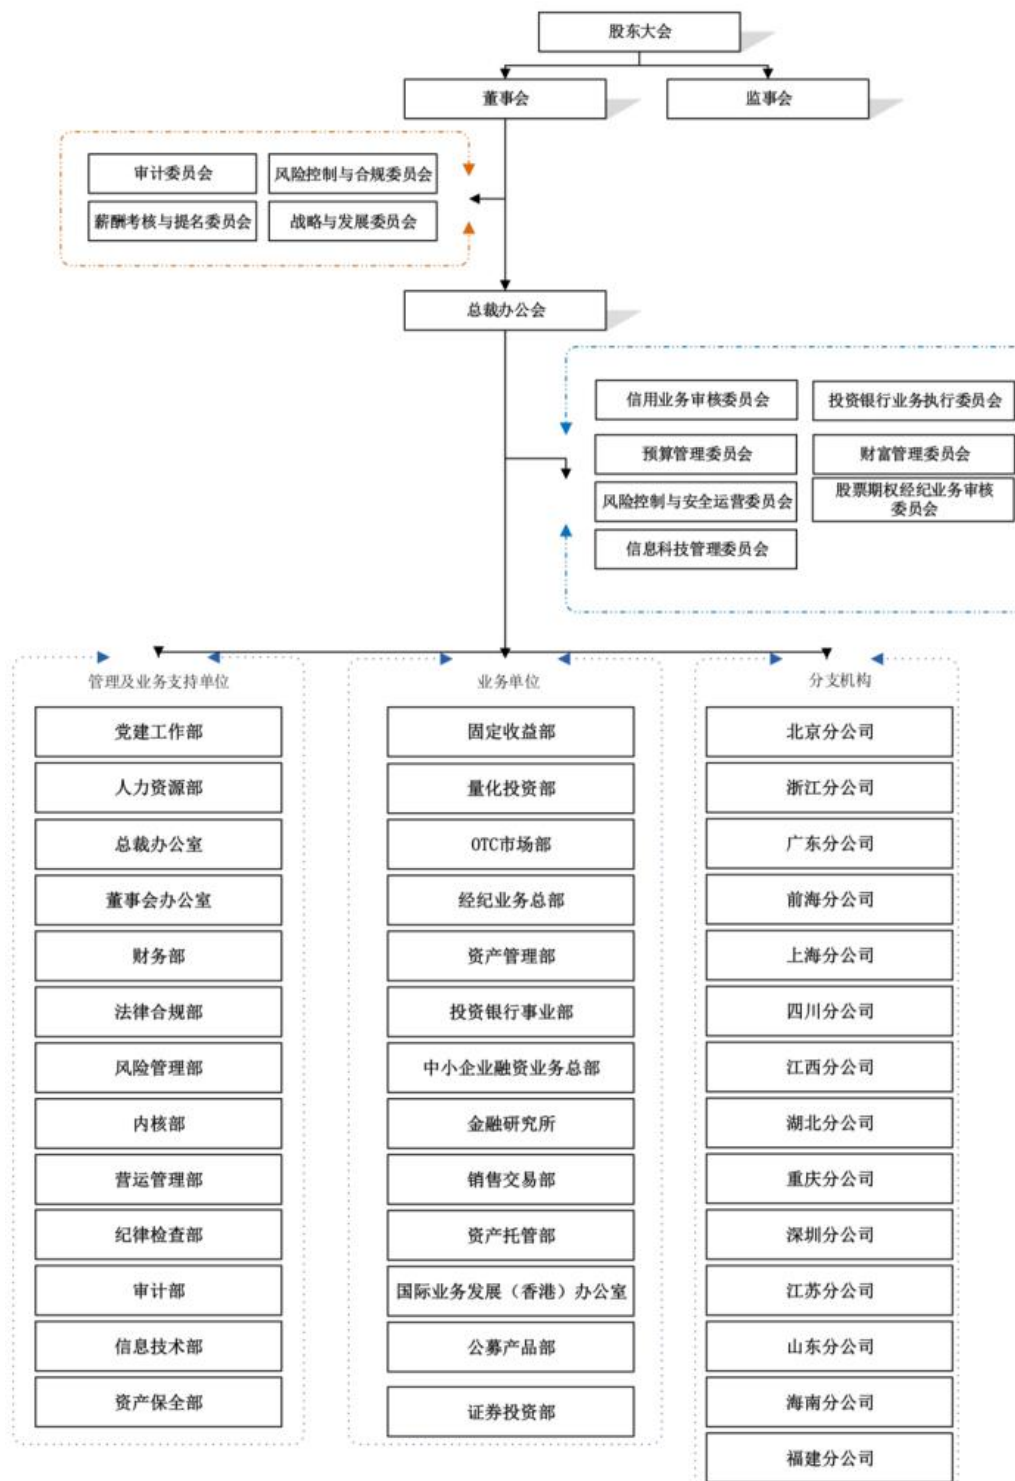 股东大会
董事会
监事会
审计委员会
风险控制与合规委员会
薪酬考核与提名委员会
战略与发展委员会
总裁办公会
信用业务审核委员会
投资银行业务执行委员会
预算管理委员会
财富管理委员会
风险控制与安全运营委员会
股票期权经纪业务审核
委员会
信息科技管理委员会
管理及业务支持单位
党建工作部
人力资源部
总裁办公室
董事会办公室
财务部
法律合规部
风险管理部
内核部
营运管理部
纪律检查部
审计部
信息技术部
资产保全部
业务单位
固定收益部
量化投资部
OTC市场部
经纪业务总部
资产管理部
投资银行事业部
中小企业融资业务总部
金融研究所
销售交易部
资产托管部
国际业务发展（香港）办公室
公募产品部
证券投资部
分支机构
北京分公司
浙江分公司
广东分公司
前海分公司
上海分公司
四川分公司
江西分公司
湖北分公司
重庆分公司
深圳分公司
江苏分公司
山东分公司
海南分公司
福建分公司